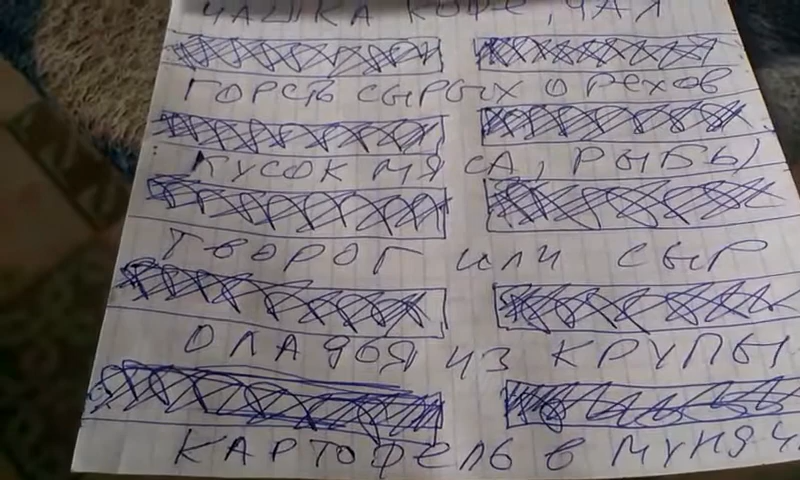 ЧАШКА КОФЕ, ЧАЯ
ГОРСТЬ СЫРЫХ ОРЕХОВ
КУСОК МЯСА, РЫБЫ
ТВОРОГ ИЛИ СЫР
ОЛАДЬЯ ИЗ КРУПЫ
КАРТОФЕЛЬ В